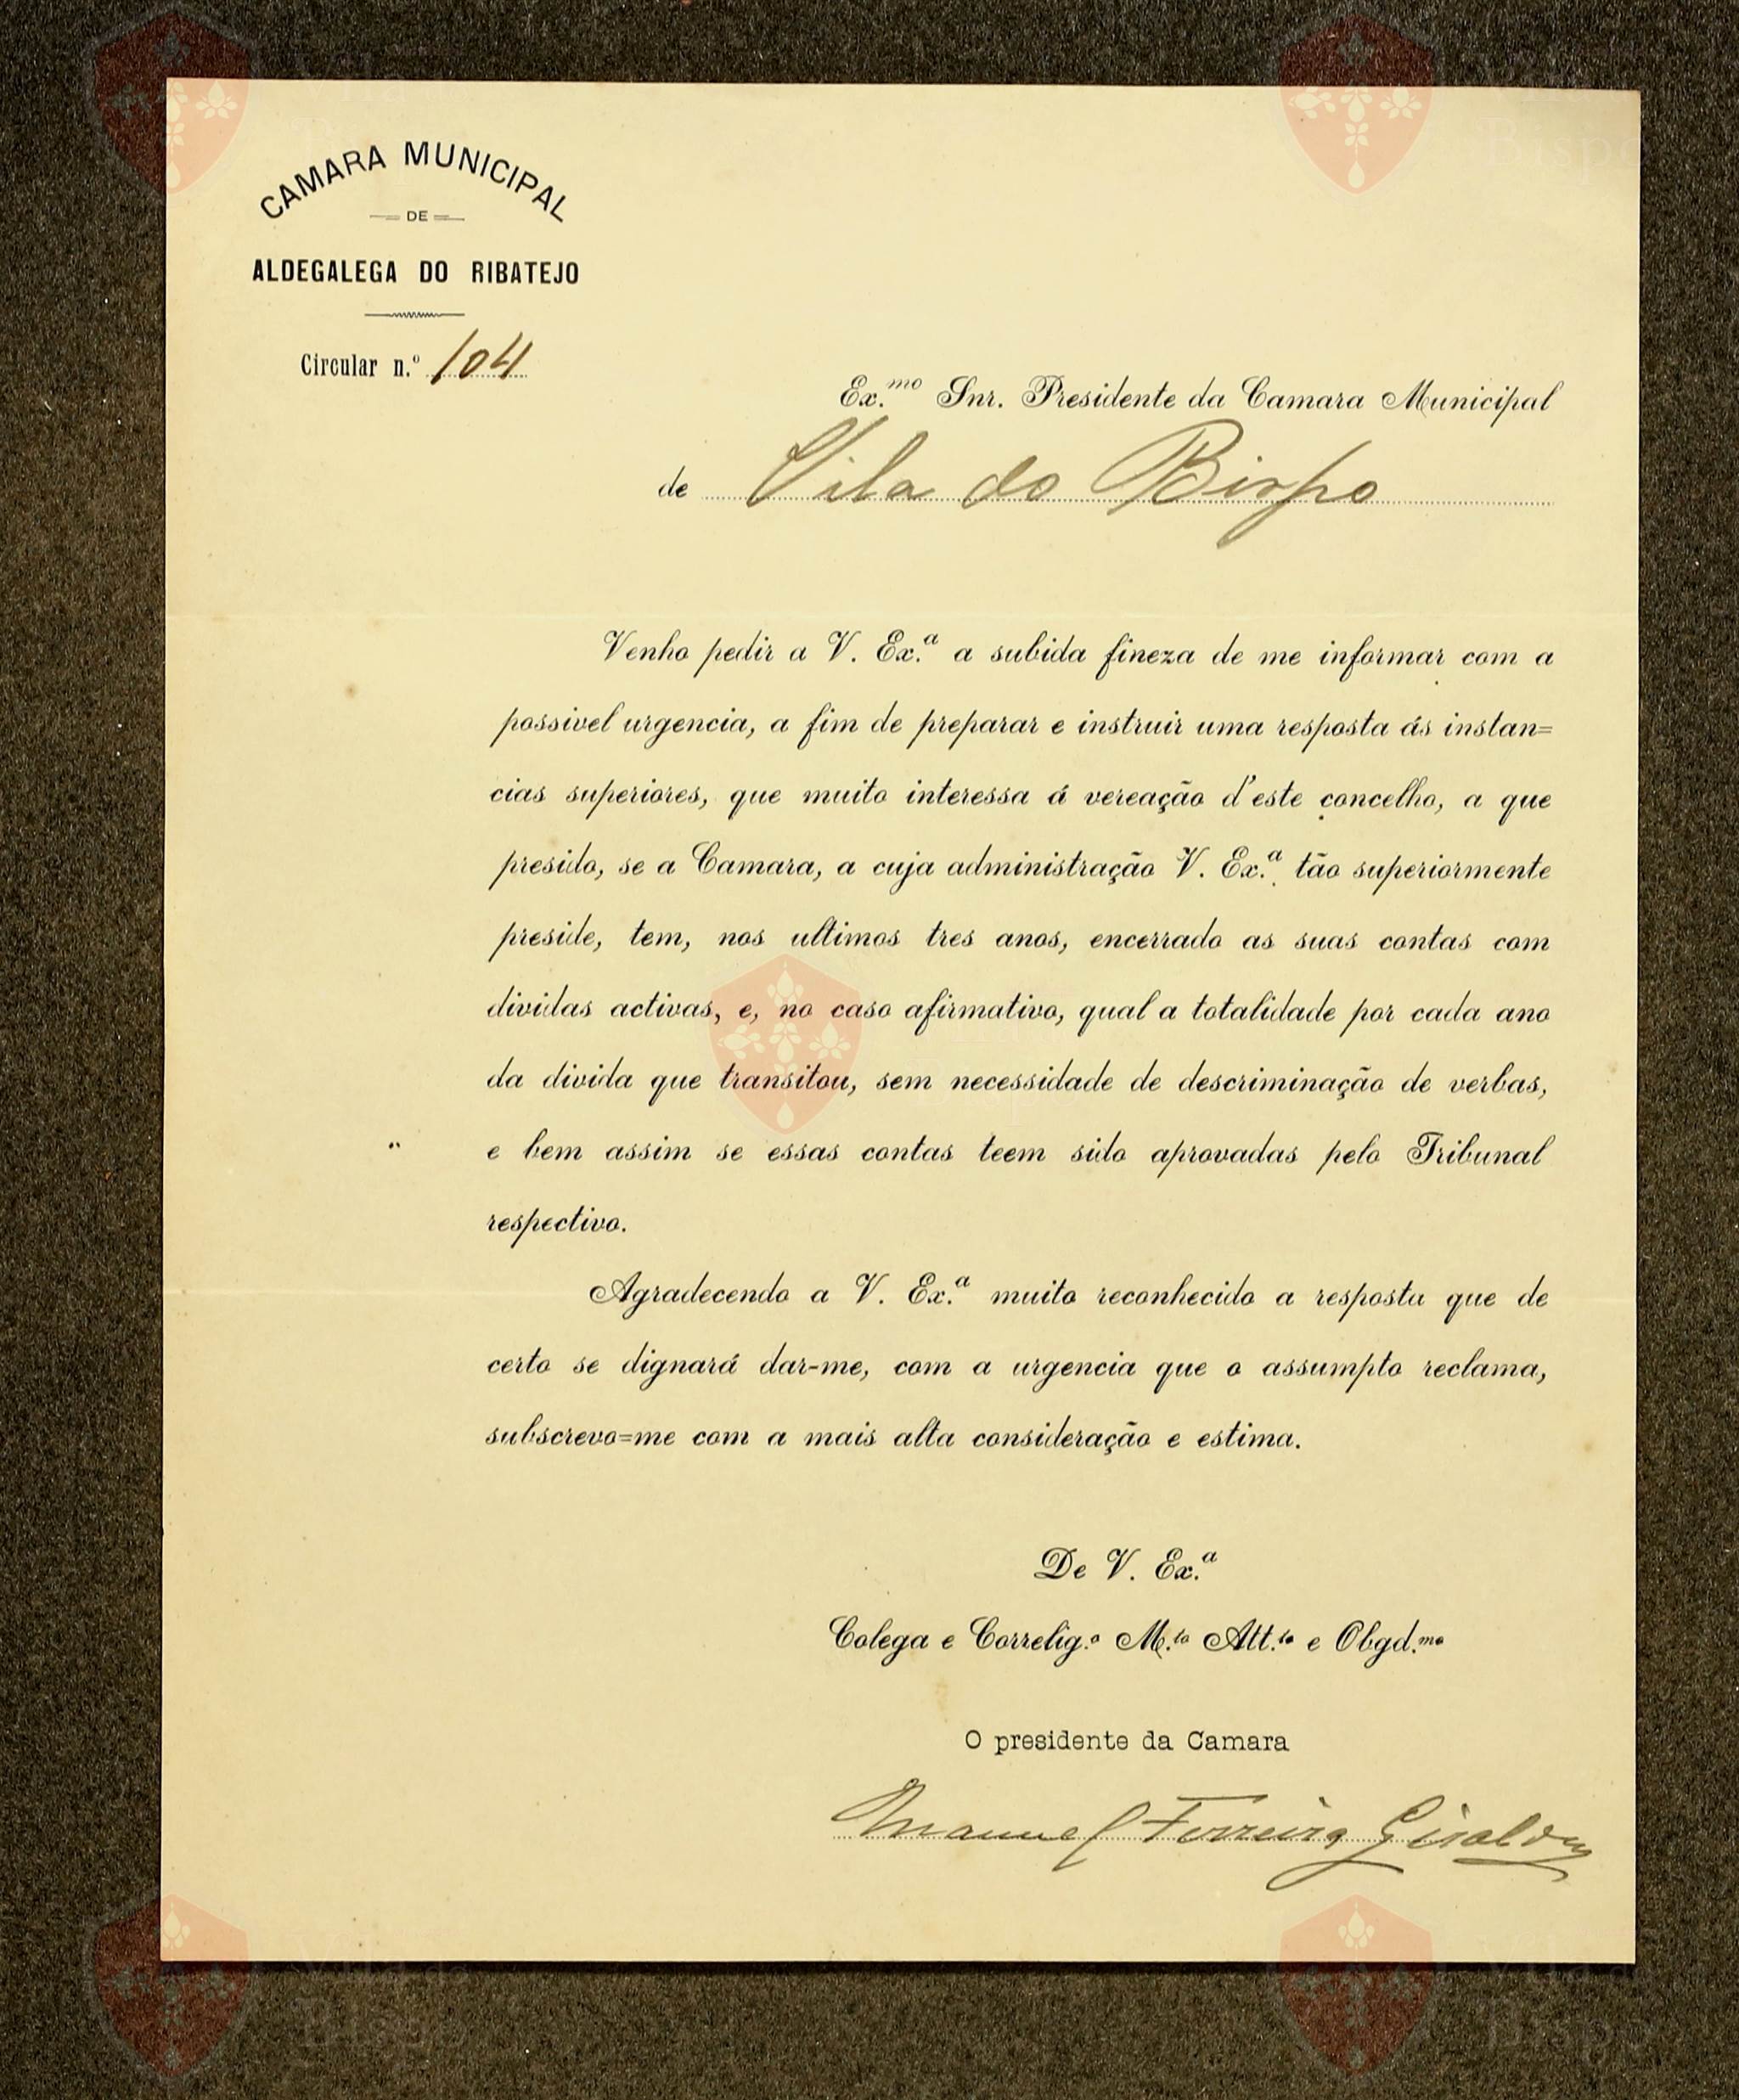 CAMARA MUNICIPAL
DE
ALDEGALEGA DO RIBATEJO
Circular n.º 104
Ex.mo Snr. Presidente da Camara Municipal
de Vila do Bispo
Venho pedir a V. Ex.ª a subida fineza de me informar com a
possivel urgencia, a fim de preparar e instruir uma resposta ás instan=
cias superiores, que muito interessa á vereação d'este concelho, a que
presido, se a Camara, a cuja administração V. Ex.ª tão superiormente
preside, tem, nos ultimos tres anos, encerrado as suas contas com
dividas activas, e, no caso afirmativo, qual a totalidade por cada ano
da divida que transitou, sem necessidade de descriminação de verbas,
e bem assim se essas contas teem sido aprovadas pelo Tribunal
respectivo.
Agradecendo a V. Ex.ª muito reconhecido a resposta que de
certo se dignará dar-me, com a urgencia que o assumpto reclama,
subscrevo=me com a mais alta consideração e estima.
De V. Ex.ª
Colega e Correlig.º M.to Att.to e Obgd.mo
O presidente da Camara
Manuel Ferreira Giraldes
Vila do
Bispo